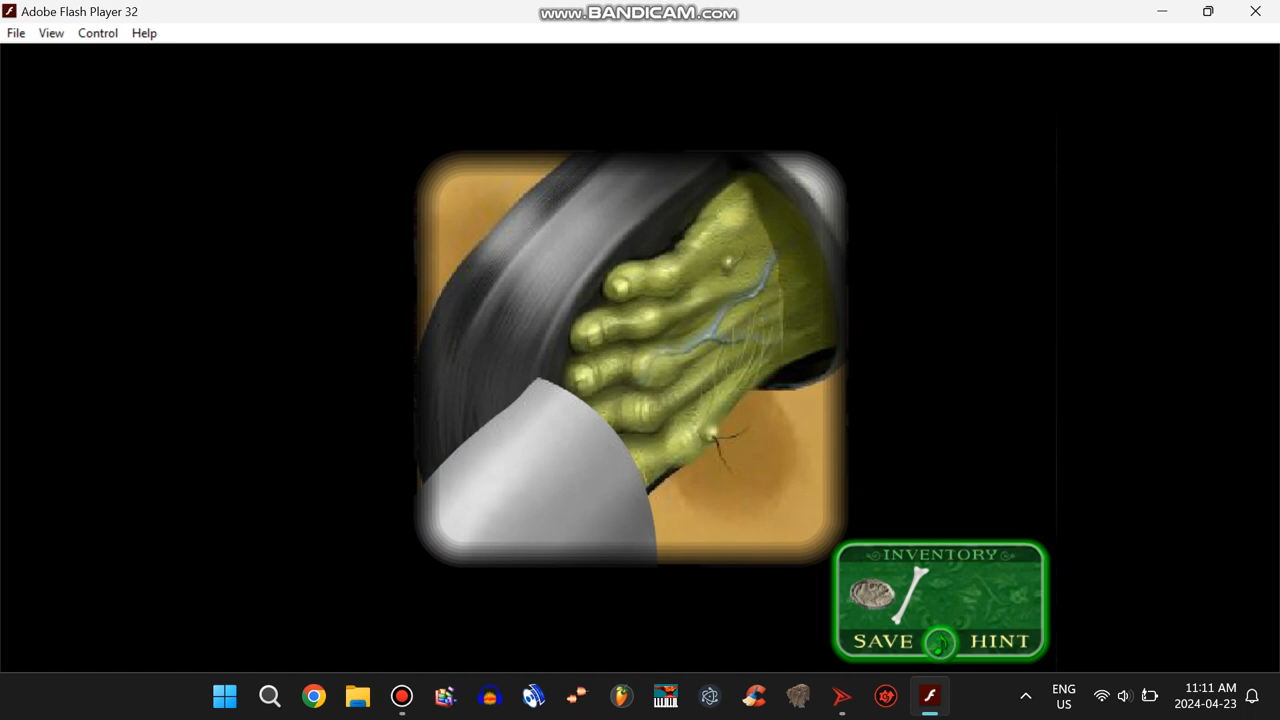 Adobe Flash Player 32
www.BANDICAM.com
File View Control Help
INVENTORY
SAVE HINT
ENG
US
11:11 AM
2024-04-23